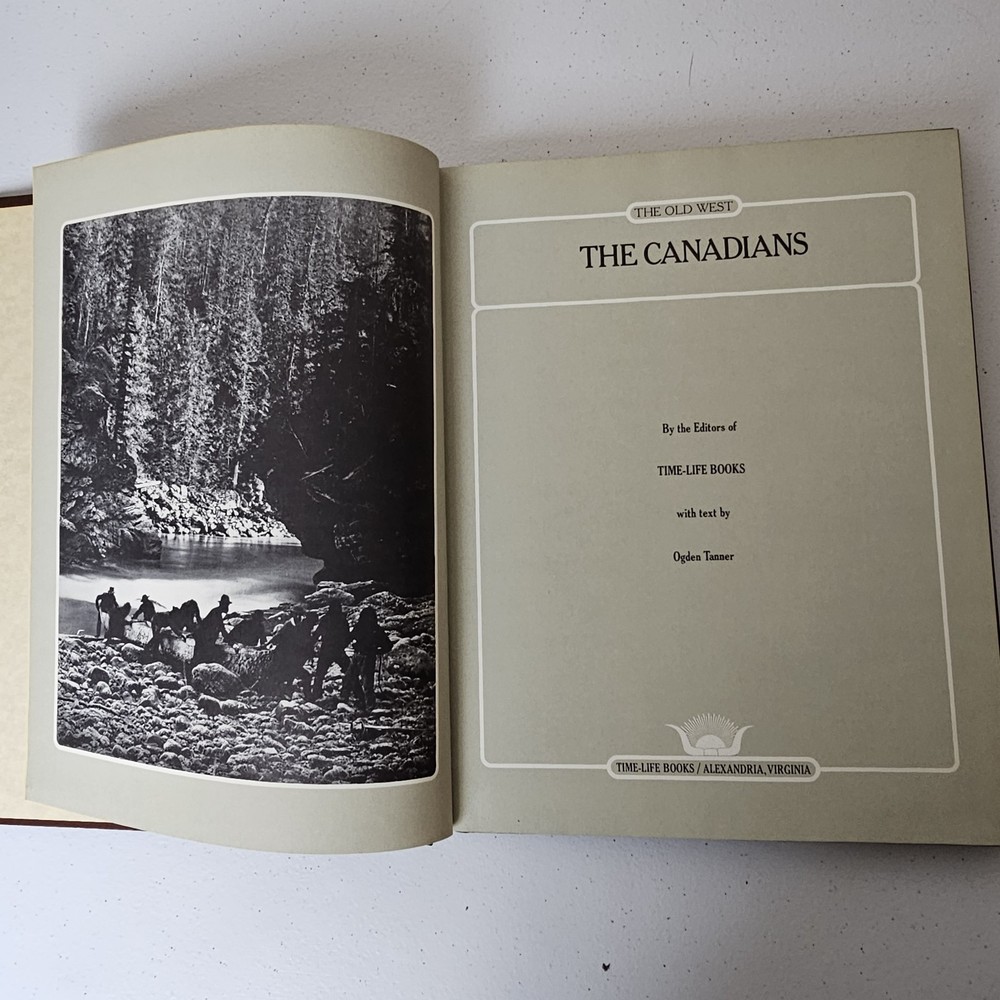 THE OLD WEST
THE CANADIANS
By the Editors of
TIME-LIFE BOOKS
with text by
Ogden Tanner
TIME-LIFE BOOKS / ALEXANDRIA, VIRGINIA